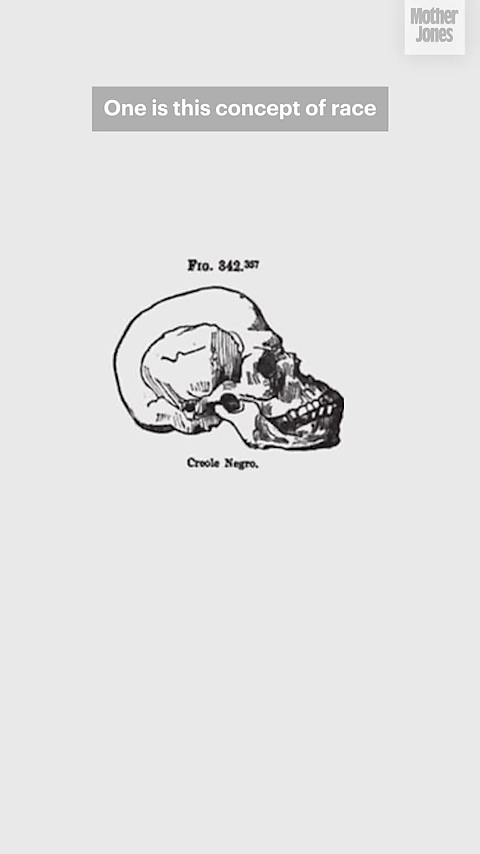 Mother
Jones
One is this concept of race
FIG. 342.357
Creole Negro.